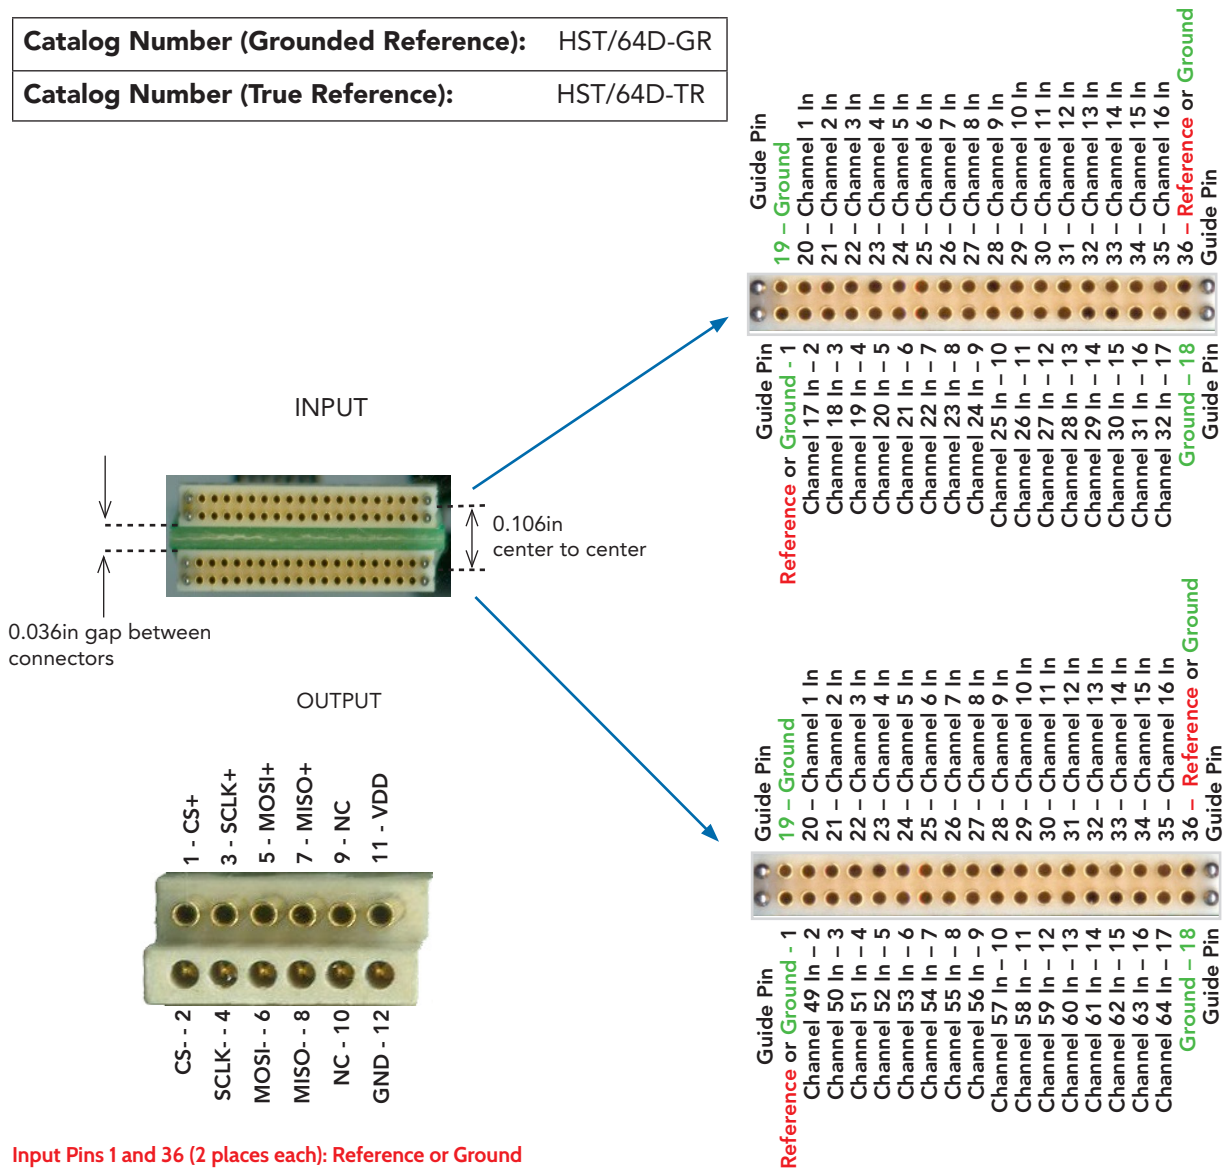 Catalog Number (Grounded Reference): HST/64D-GR
Catalog Number (True Reference): HST/64D-TR
Guide Pin
19 – Ground
20 – Channel 1 In
21 – Channel 2 In
22 – Channel 3 In
23 – Channel 4 In
24 – Channel 5 In
25 – Channel 6 In
26 – Channel 7 In
27 – Channel 8 In
28 – Channel 9 In
29 – Channel 10 In
30 – Channel 11 In
31 – Channel 12 In
32 – Channel 13 In
33 – Channel 14 In
34 – Channel 15 In
35 – Channel 16 In
36 – Reference or Ground
Guide Pin
Guide Pin
Reference or Ground - 1
Channel 17 In – 2
Channel 18 In – 3
Channel 19 In – 4
Channel 20 In – 5
Channel 21 In – 6
Channel 22 In – 7
Channel 23 In – 8
Channel 24 In – 9
Channel 25 In – 10
Channel 26 In – 11
Channel 27 In – 12
Channel 28 In – 13
Channel 29 In – 14
Channel 30 In – 15
Channel 31 In – 16
Channel 32 In – 17
Ground – 18
Guide Pin
INPUT
0.106in
center to center
0.036in gap between
connectors
OUTPUT
1 - CS+
3 - SCLK+
5 - MOSI+
7 - MISO+
9 - NC
11 - VDD
CS- - 2
SCLK- - 4
MOSI- - 6
MISO- - 8
NC - 10
GND - 12
Guide Pin
19 – Ground
20 – Channel 1 In
21 – Channel 2 In
22 – Channel 3 In
23 – Channel 4 In
24 – Channel 5 In
25 – Channel 6 In
26 – Channel 7 In
27 – Channel 8 In
28 – Channel 9 In
29 – Channel 10 In
30 – Channel 11 In
31 – Channel 12 In
32 – Channel 13 In
33 – Channel 14 In
34 – Channel 15 In
35 – Channel 16 In
36 – Reference or Ground
Guide Pin
Guide Pin
Reference or Ground - 1
Channel 49 In – 2
Channel 50 In – 3
Channel 51 In – 4
Channel 52 In – 5
Channel 53 In – 6
Channel 54 In – 7
Channel 55 In – 8
Channel 56 In – 9
Channel 57 In – 10
Channel 58 In – 11
Channel 59 In – 12
Channel 60 In – 13
Channel 61 In – 14
Channel 62 In – 15
Channel 63 In – 16
Channel 64 In – 17
Ground – 18
Guide Pin
Input Pins 1 and 36 (2 places each): Reference or Ground